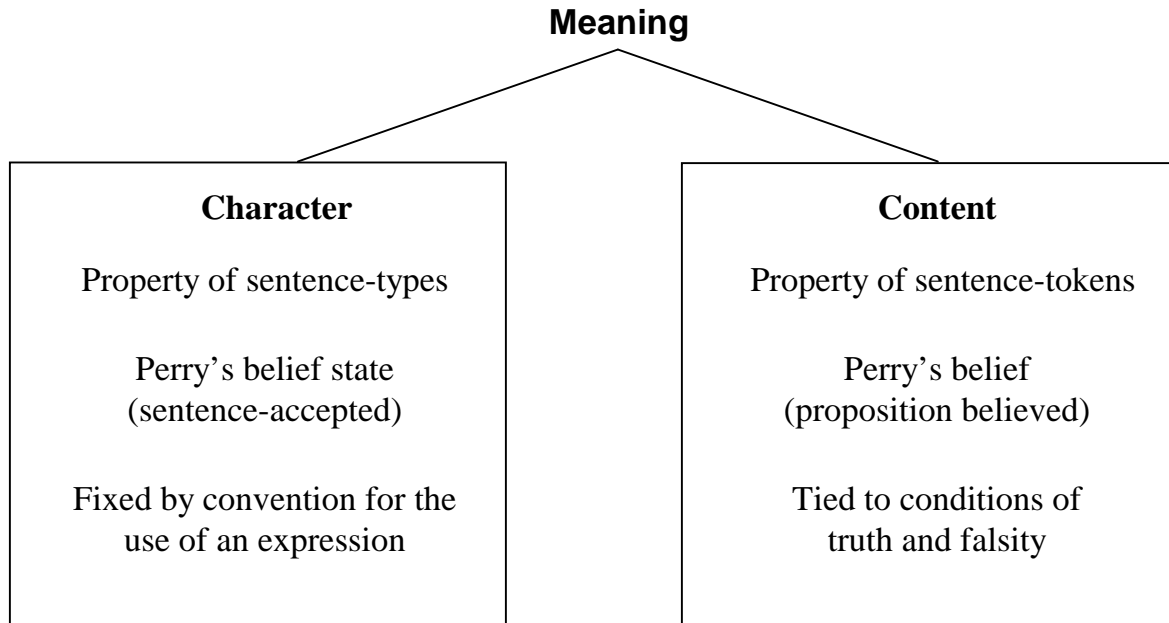 Meaning
Character
Property of sentence-types
Perry’s belief state
(sentence-accepted)
Fixed by convention for the
use of an expression
Content
Property of sentence-tokens
Perry’s belief
(proposition believed)
Tied to conditions of
truth and falsity